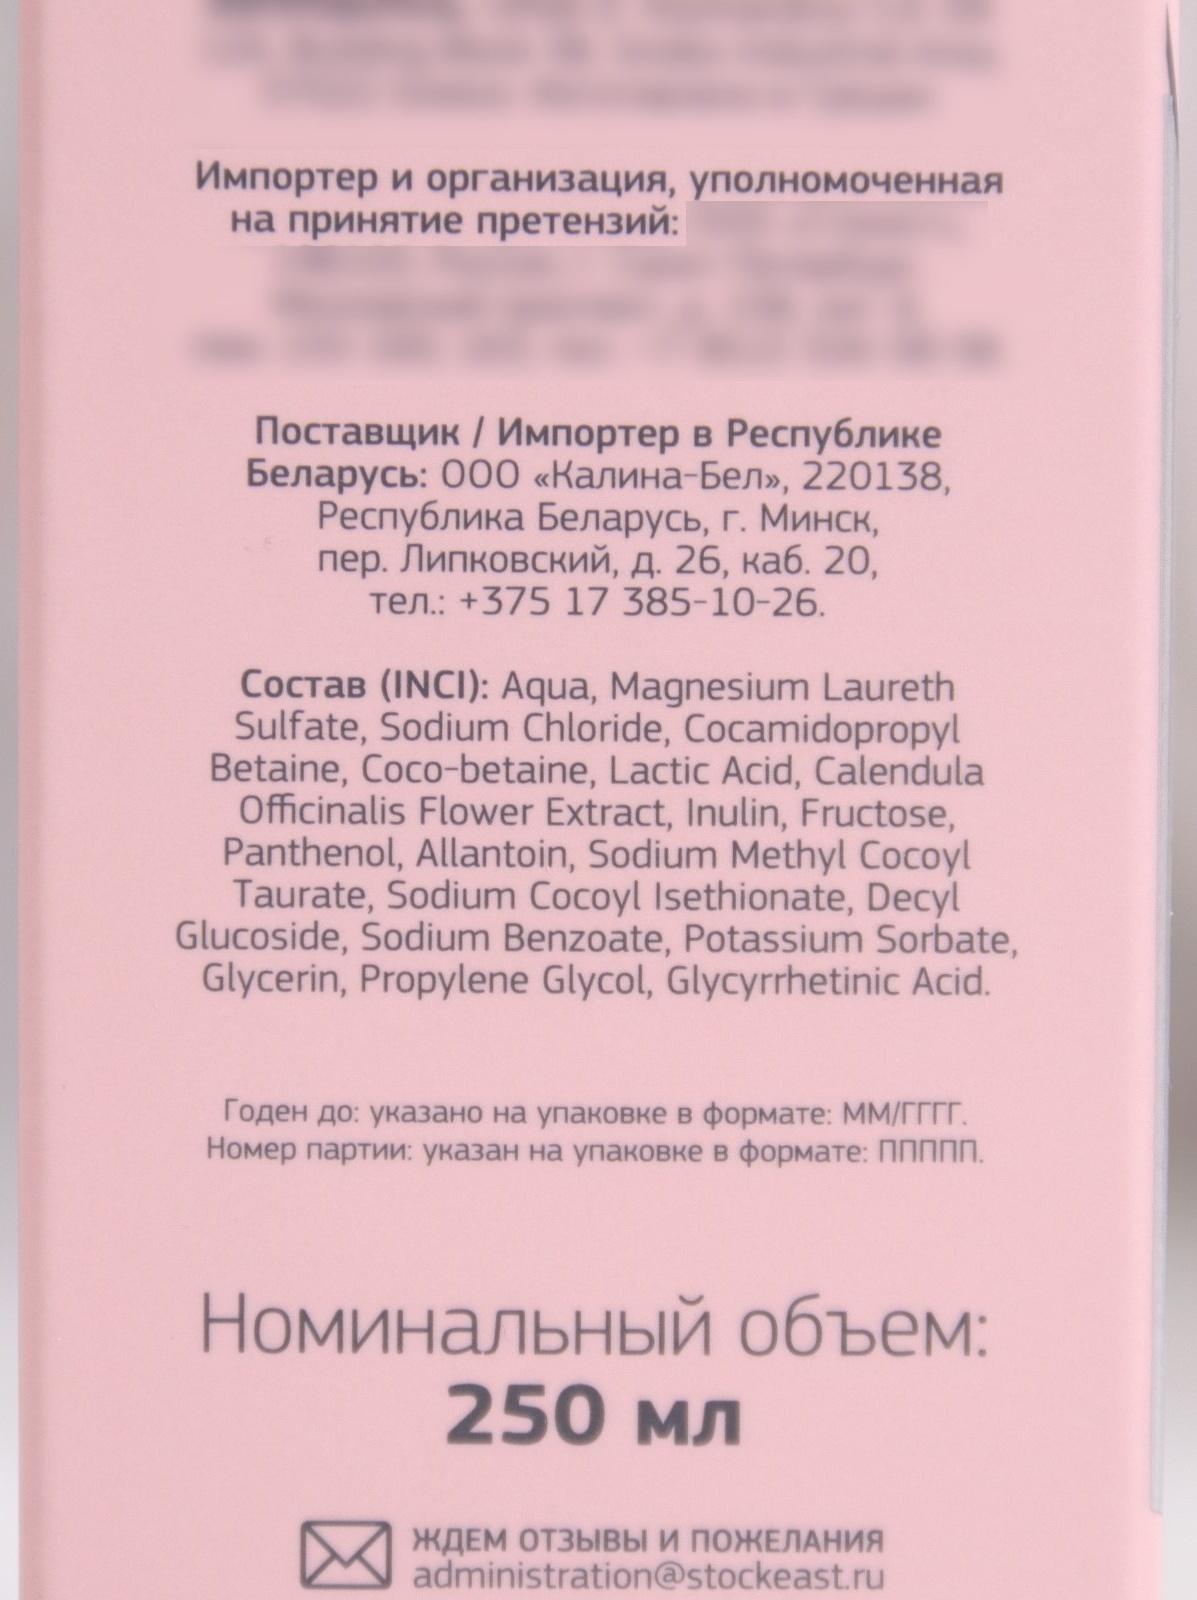 Импортер и организация, уполномоченная
на принятие претензий:
Поставщик / Импортер в Республике
Беларусь: ООО «Калина-Бел», 220138,
Республика Беларусь, г. Минск,
пер. Липковский, д. 26, каб. 20,
тел.: +375 17 385-10-26.
Состав (INCI): Aqua, Magnesium Laureth
Sulfate, Sodium Chloride, Cocamidopropyl
Betaine, Coco-betaine, Lactic Acid, Calendula
Officinalis Flower Extract, Inulin, Fructose,
Panthenol, Allantoin, Sodium Methyl Cocoyl
Taurate, Sodium Cocoyl Isethionate, Decyl
Glucoside, Sodium Benzoate, Potassium Sorbate,
Glycerin, Propylene Glycol, Glycyrrhetinic Acid.
Годен до: указано на упаковке в формате: ММ/ГГГГ.
Номер партии: указан на упаковке в формате: ППППП.
Номинальный объем:
250 мл
ЖДЕМ ОТЗЫВЫ И ПОЖЕЛАНИЯ
administration@stockeast.ru